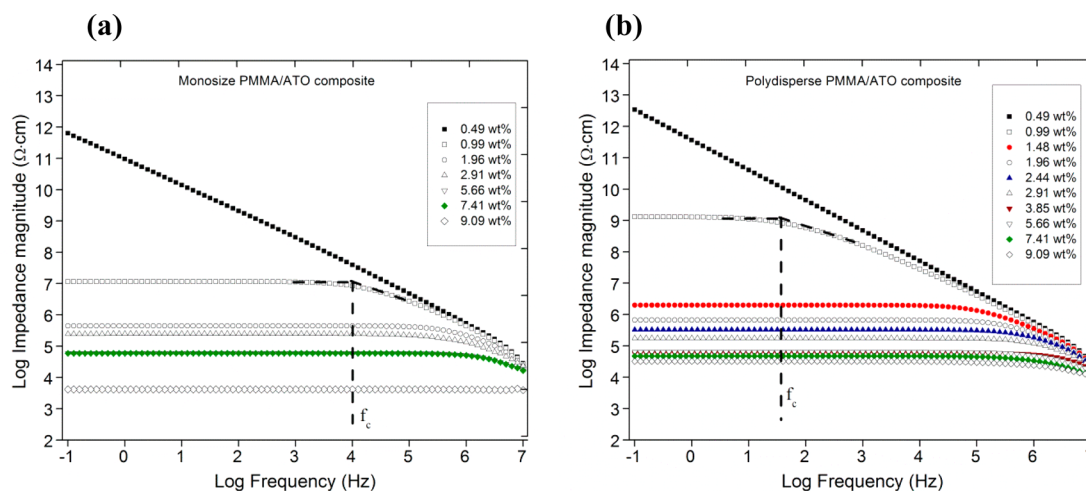 (a)
Monosize PMMA/ATO composite
0.49 wt%
0.99 wt%
1.96 wt%
2.91 wt%
5.66 wt%
7.41 wt%
9.09 wt%
fc
Log Impedance magnitude (Ω·cm)
14
13
12
11
10
9
8
7
6
5
4
3
2
-1 0 1 2 3 4 5 6 7
Log Frequency (Hz)
(b)
Polydisperse PMMA/ATO composite
0.49 wt%
0.99 wt%
1.48 wt%
1.96 wt%
2.44 wt%
2.91 wt%
3.85 wt%
5.66 wt%
7.41 wt%
9.09 wt%
fc
Log Impedance magnitude (Ω·cm)
14
13
12
11
10
9
8
7
6
5
4
3
2
-1 0 1 2 3 4 5 6
Log Frequency (Hz)